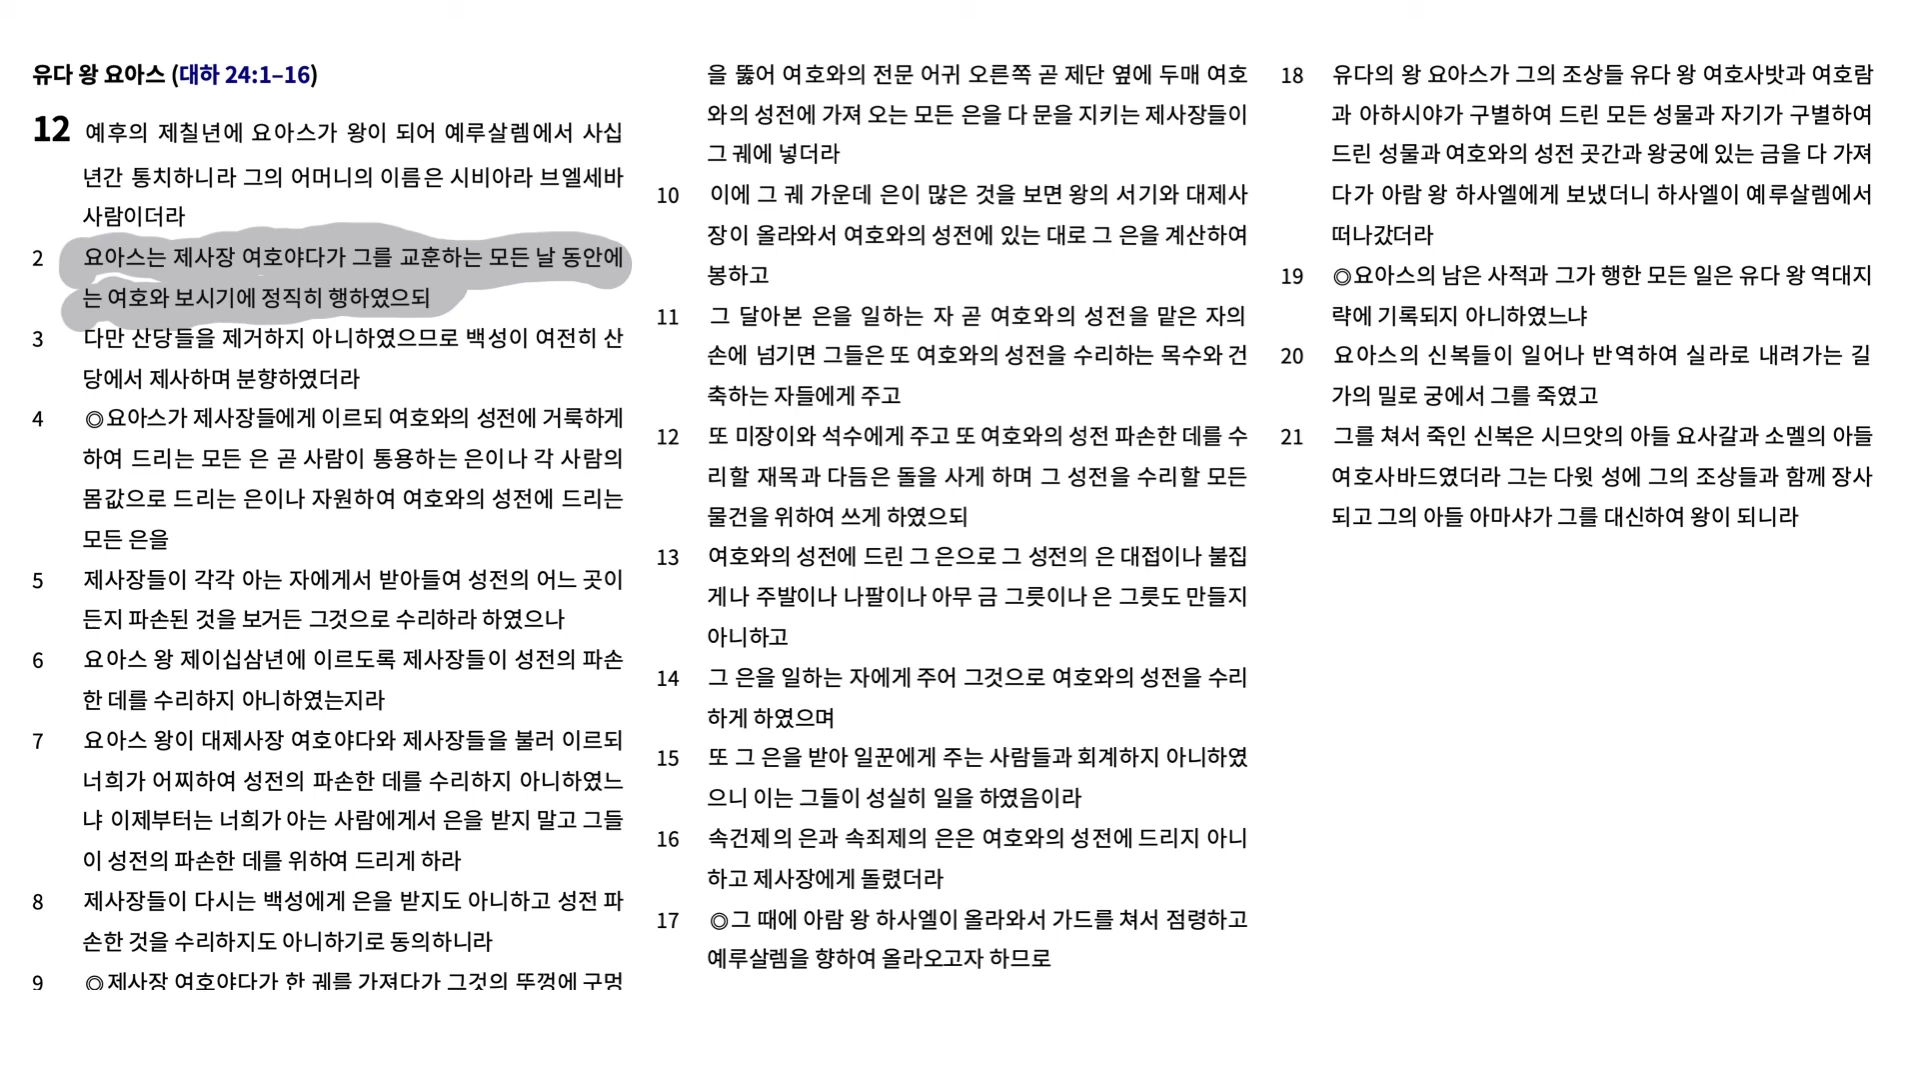 유다 왕 요아스 (대하 24:1–16)
12 예후의 제칠년에 요아스가 왕이 되어 예루살렘에서 사십
년간 통치하니라 그의 어머니의 이름은 시비아라 브엘세바
사람이더라
2 요아스는 제사장 여호야다가 그를 교훈하는 모든 날 동안에
는 여호와 보시기에 정직히 행하였으되
3 다만 산당들을 제거하지 아니하였으므로 백성이 여전히 산
당에서 제사하며 분향하였더라
4 ◎요아스가 제사장들에게 이르되 여호와의 성전에 거룩하게
하여 드리는 모든 은 곧 사람이 통용하는 은이나 각 사람의
몸값으로 드리는 은이나 자원하여 여호와의 성전에 드리는
모든 은을
5 제사장들이 각각 아는 자에게서 받아들여 성전의 어느 곳이
든지 파손된 것을 보거든 그것으로 수리하라 하였으나
6 요아스 왕 제이십삼년에 이르도록 제사장들이 성전의 파손
한 데를 수리하지 아니하였는지라
7 요아스 왕이 대제사장 여호야다와 제사장들을 불러 이르되
너희가 어찌하여 성전의 파손한 데를 수리하지 아니하였느
냐 이제부터는 너희가 아는 사람에게서 은을 받지 말고 그들
이 성전의 파손한 데를 위하여 드리게 하라
8 제사장들이 다시는 백성에게 은을 받지도 아니하고 성전 파
손한 것을 수리하지도 아니하기로 동의하니라
9 ◎제사장 여호야다가 한 궤를 가져다가 그것의 뚜껑에 구멍
을 뚫어 여호와의 전문 어귀 오른쪽 곧 제단 옆에 두매 여호
와의 성전에 가져 오는 모든 은을 다 문을 지키는 제사장들이
그 궤에 넣더라
10 이에 그 궤 가운데 은이 많은 것을 보면 왕의 서기와 대제사
장이 올라와서 여호와의 성전에 있는 대로 그 은을 계산하여
봉하고
11 그 달아본 은을 일하는 자 곧 여호와의 성전을 맡은 자의
손에 넘기면 그들은 또 여호와의 성전을 수리하는 목수와 건
축하는 자들에게 주고
12 또 미장이와 석수에게 주고 또 여호와의 성전 파손한 데를 수
리할 재목과 다듬은 돌을 사게 하며 그 성전을 수리할 모든
물건을 위하여 쓰게 하였으되
13 여호와의 성전에 드린 그 은으로 그 성전의 은 대접이나 불집
게나 주발이나 나팔이나 아무 금 그릇이나 은 그릇도 만들지
아니하고
14 그 은을 일하는 자에게 주어 그것으로 여호와의 성전을 수리
하게 하였으며
15 또 그 은을 받아 일꾼에게 주는 사람들과 회계하지 아니하였
으니 이는 그들이 성실히 일을 하였음이라
16 속건제의 은과 속죄제의 은은 여호와의 성전에 드리지 아니
하고 제사장에게 돌렸더라
17 ◎그 때에 아람 왕 하사엘이 올라와서 가드를 쳐서 점령하고
예루살렘을 향하여 올라오고자 하므로
18 유다의 왕 요아스가 그의 조상들 유다 왕 여호사밧과 여호람
과 아하시야가 구별하여 드린 모든 성물과 자기가 구별하여
드린 성물과 여호와의 성전 곳간과 왕궁에 있는 금을 다 가져
다가 아람 왕 하사엘에게 보냈더니 하사엘이 예루살렘에서
떠나갔더라
19 ◎요아스의 남은 사적과 그가 행한 모든 일은 유다 왕 역대지
략에 기록되지 아니하였느냐
20 요아스의 신복들이 일어나 반역하여 실라로 내려가는 길
가의 밀로 궁에서 그를 죽였고
21 그를 쳐서 죽인 신복은 시므앗의 아들 요사갈과 소멜의 아들
여호사바드였더라 그는 다윗 성에 그의 조상들과 함께 장사
되고 그의 아들 아마샤가 그를 대신하여 왕이 되니라